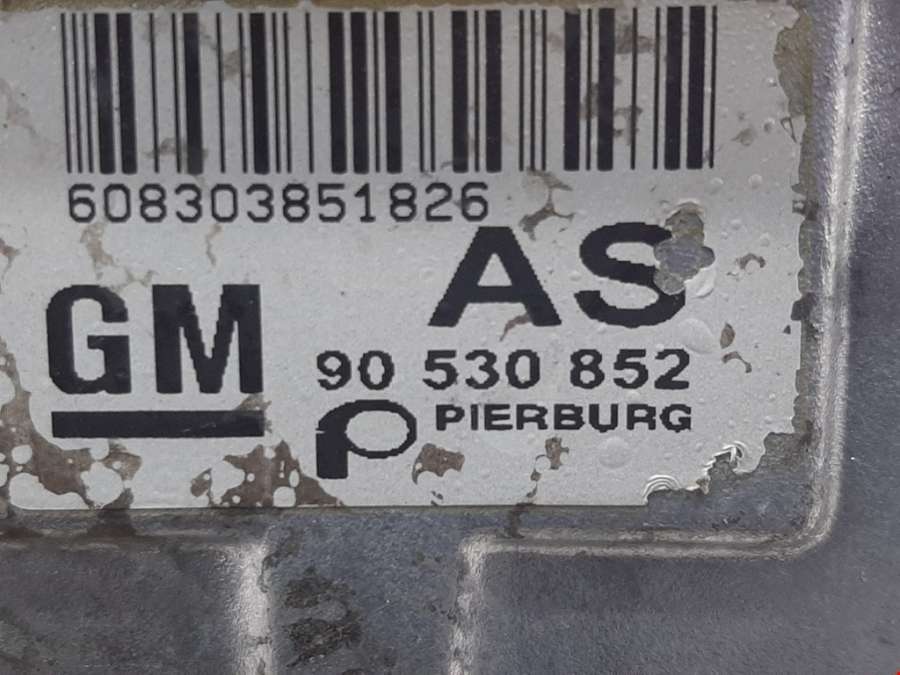 608303851826
AS
GM
90 530 852
PIERBURG